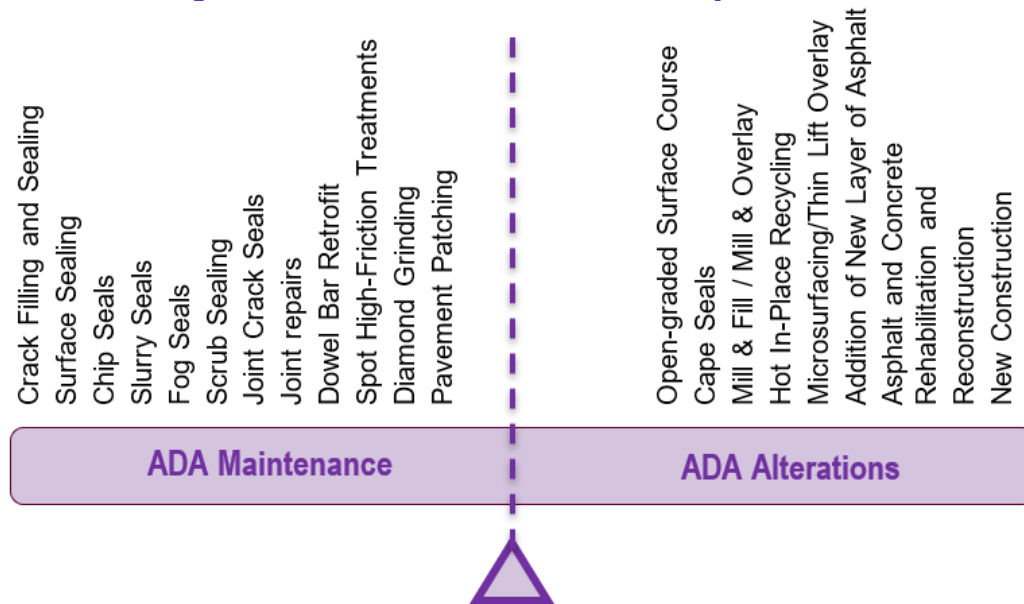 Crack Filling and Sealing
Surface Sealing
Chip Seals
Slurry Seals
Fog Seals
Scrub Sealing
Joint Crack Seals
Joint repairs
Dowel Bar Retrofit
Spot High-Friction Treatments
Diamond Grinding
Pavement Patching
Open-graded Surface Course
Cape Seals
Mill & Fill / Mill & Overlay
Hot In-Place Recycling
Microsurfacing/Thin Lift Overlay
Addition of New Layer of Asphalt
Asphalt and Concrete
Rehabilitation and
Reconstruction
New Construction
ADA Maintenance
ADA Alterations